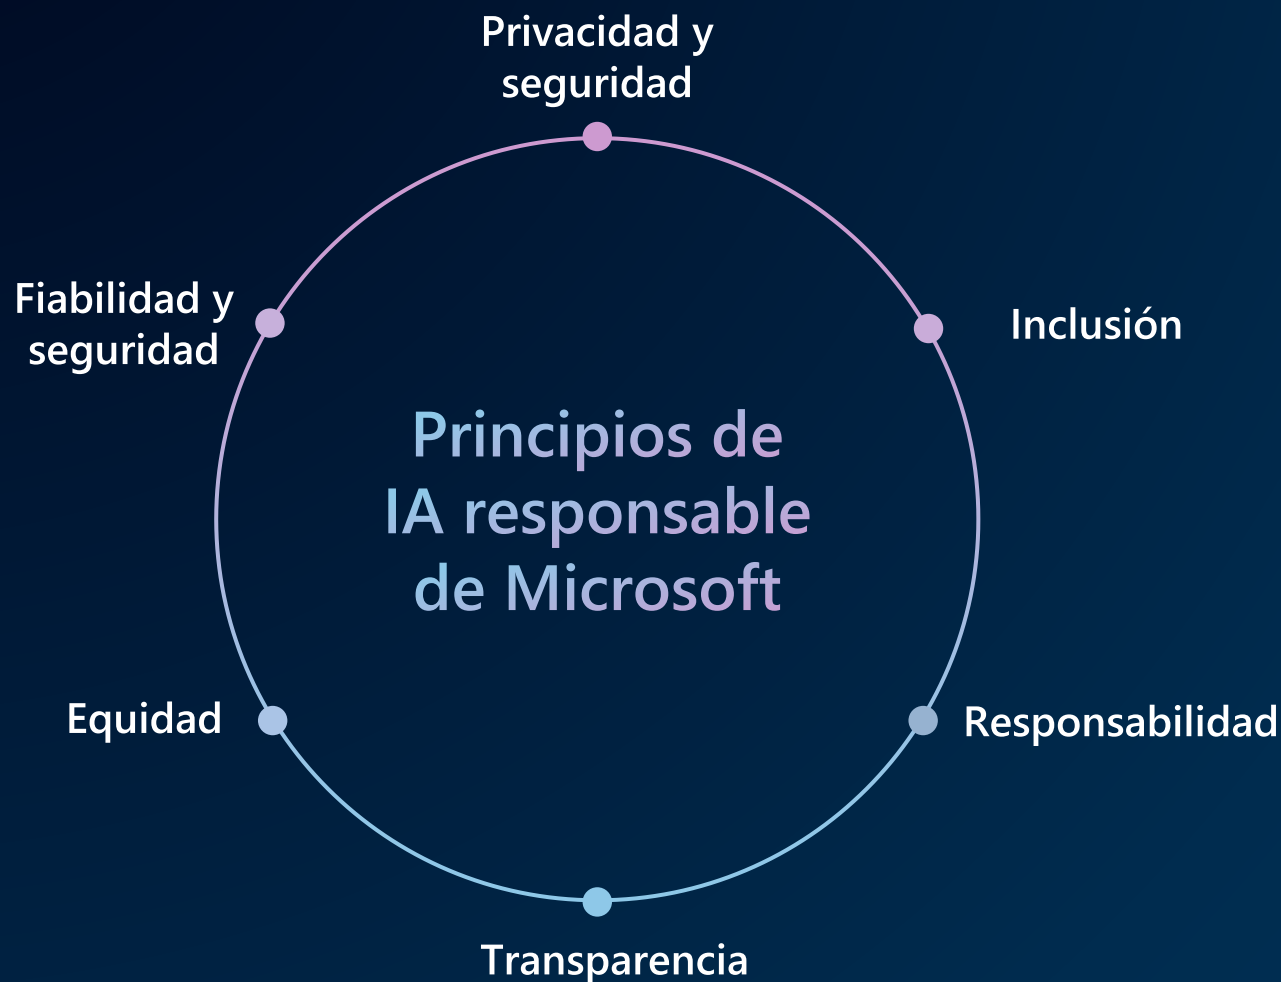 Privacidad y
seguridad
Fiabilidad y
seguridad
Inclusión
Principios de
IA responsable
de Microsoft
Equidad
Responsabilidad
Transparencia